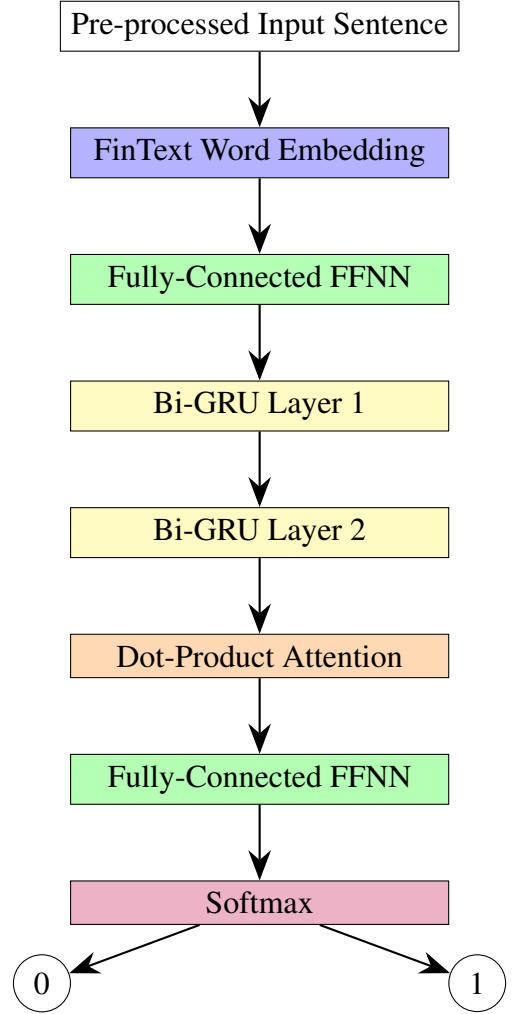 Pre-processed Input Sentence
FinText Word Embedding
Fully-Connected FFNN
Bi-GRU Layer 1
Bi-GRU Layer 2
Dot-Product Attention
Fully-Connected FFNN
Softmax
0
1